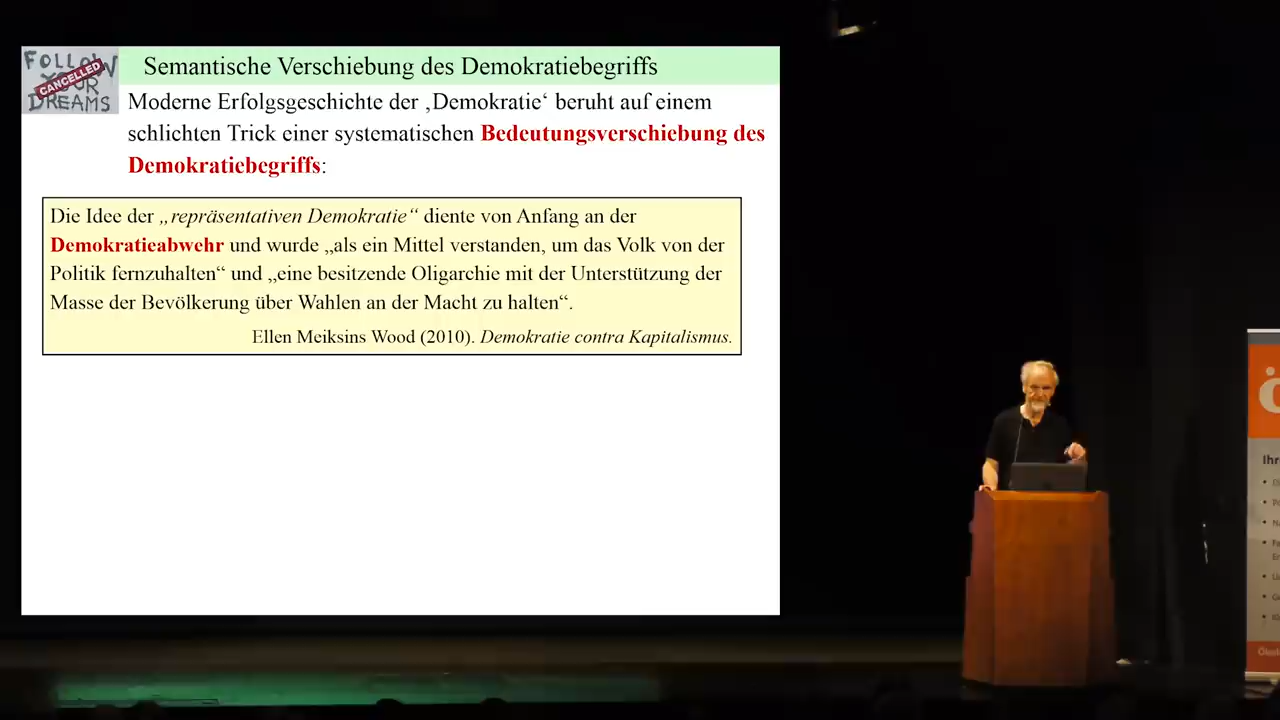 FOLLOW
YOUR
CANCELLED
DREAMS
Semantische Verschiebung des Demokratiebegriffs
Moderne Erfolgsgeschichte der ‚Demokratie‘ beruht auf einem
schlichten Trick einer systematischen Bedeutungsverschiebung des
Demokratiebegriffs:
Die Idee der „repräsentativen Demokratie“ diente von Anfang an der
Demokratieabwehr und wurde „als ein Mittel verstanden, um das Volk von der
Politik fernzuhalten“ und „eine besitzende Oligarchie mit der Unterstützung der
Masse der Bevölkerung über Wahlen an der Macht zu halten“.
Ellen Meiksins Wood (2010). Demokratie contra Kapitalismus.
Ihr